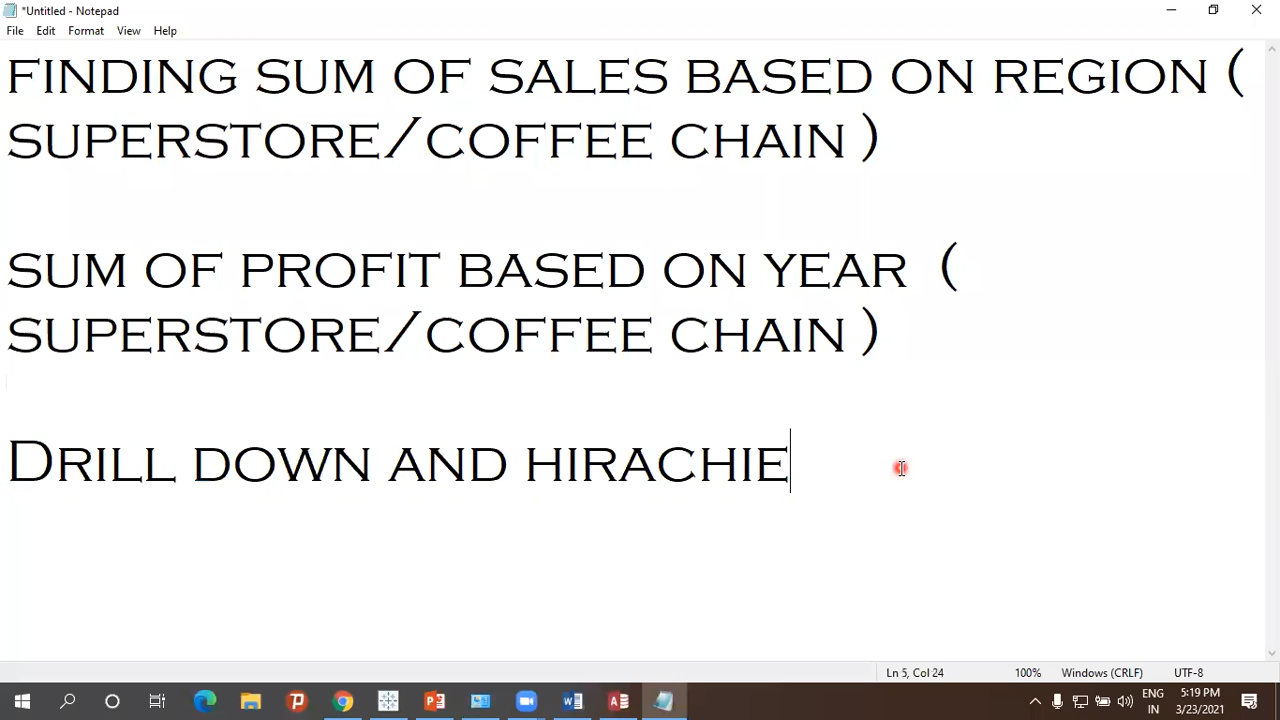 *Untitled - Notepad
File Edit Format View Help
FINDING SUM OF SALES BASED ON REGION (
SUPERSTORE/COFFEE CHAIN )
SUM OF PROFIT BASED ON YEAR (
SUPERSTORE/COFFEE CHAIN )
Drill down and hirachie
Ln 5, Col 24 100% Windows (CRLF) UTF-8
ENG
IN
5:19 PM
3/23/2021